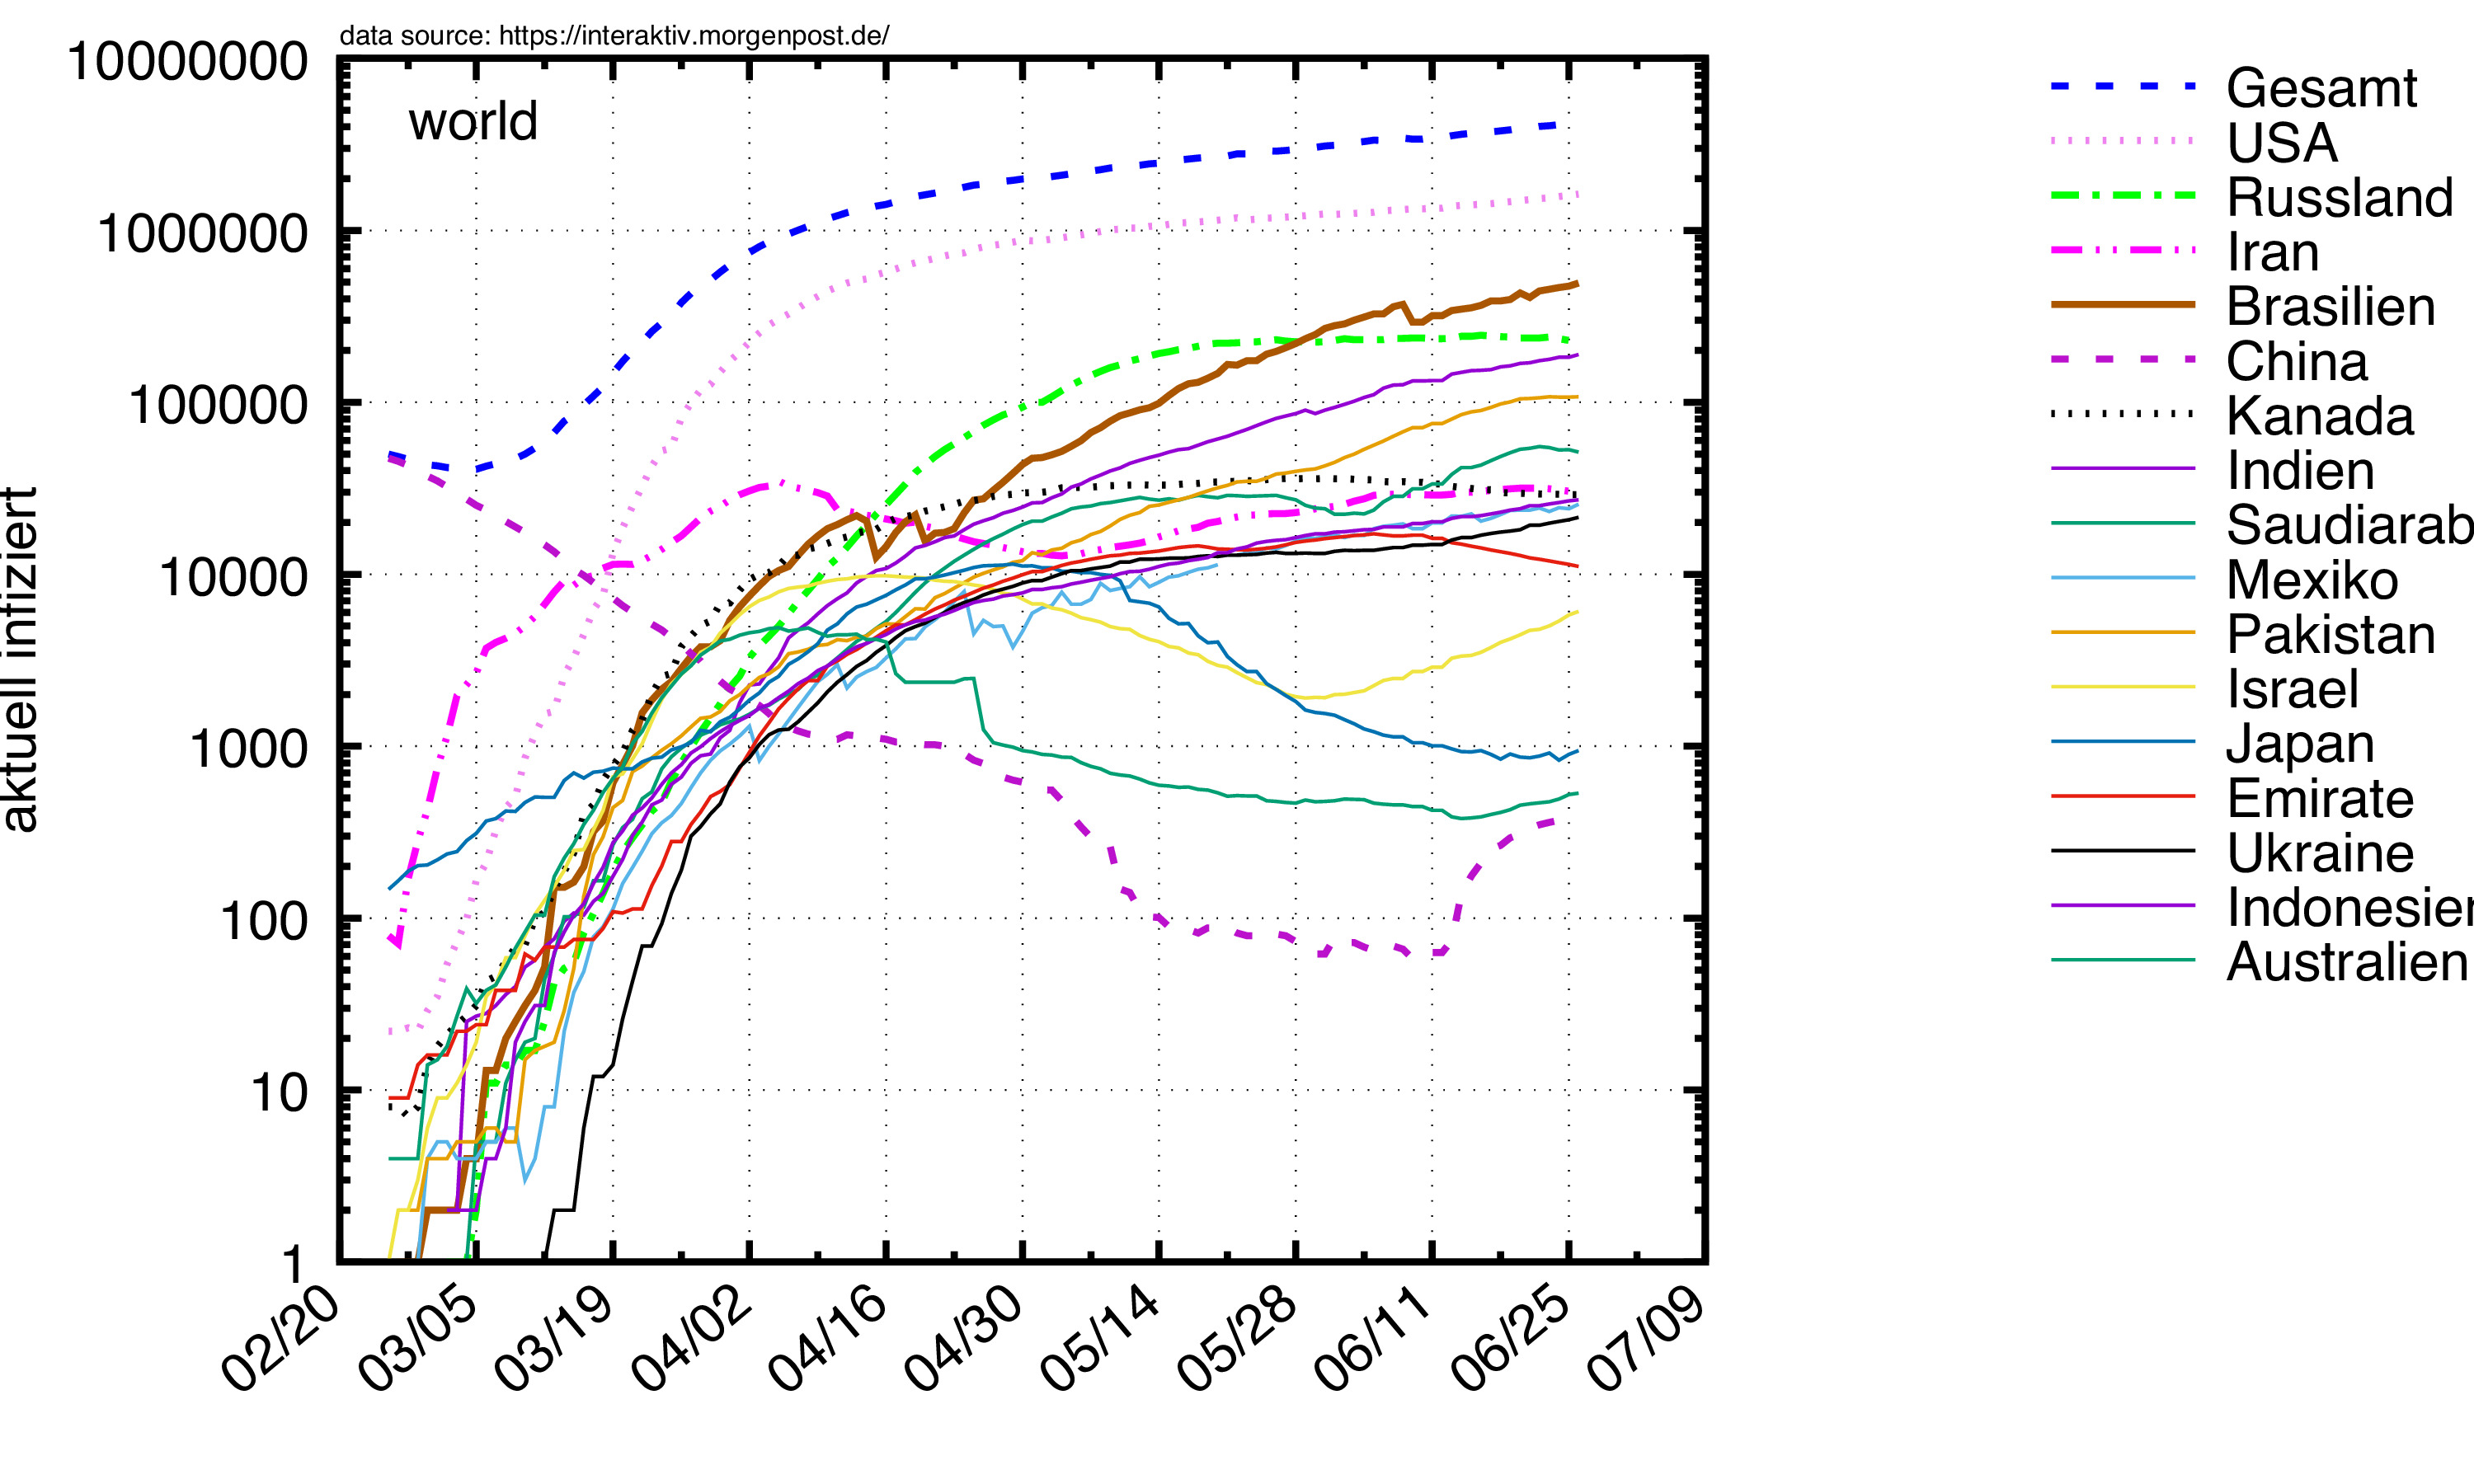 data source: https://interaktiv.morgenpost.de/
world
aktuell infiziert
10000000
1000000
100000
10000
1000
100
10
1
02/20
03/05
03/19
04/02
04/16
04/30
05/14
05/28
06/11
06/25
07/09
Gesamt
USA
Russland
Iran
Brasilien
China
Kanada
Indien
Saudiarab
Mexiko
Pakistan
Israel
Japan
Emirate
Ukraine
Indonesien
Australien